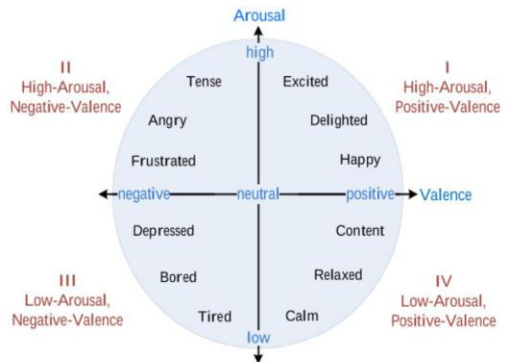 Arousal
high
II
High-Arousal,
Negative-Valence
I
High-Arousal,
Positive-Valence
Tense
Excited
Angry
Delighted
Frustrated
Happy
negative
neutral
positive
Valence
Depressed
Content
Bored
Relaxed
Tired
Calm
III
Low-Arousal,
Negative-Valence
IV
Low-Arousal,
Positive-Valence
low